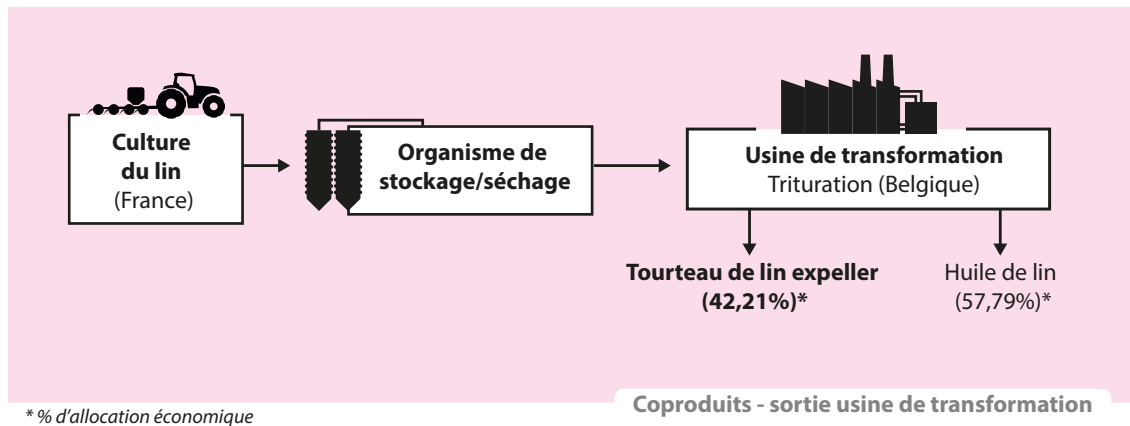 Culture
du lin
(France)
Organisme de
stockage/séchage
Usine de transformation
Trituration (Belgique)
Tourteau de lin expeller
(42,21%)*
Huile de lin
(57,79%)*
Coproduits - sortie usine de transformation
* % d'allocation économique